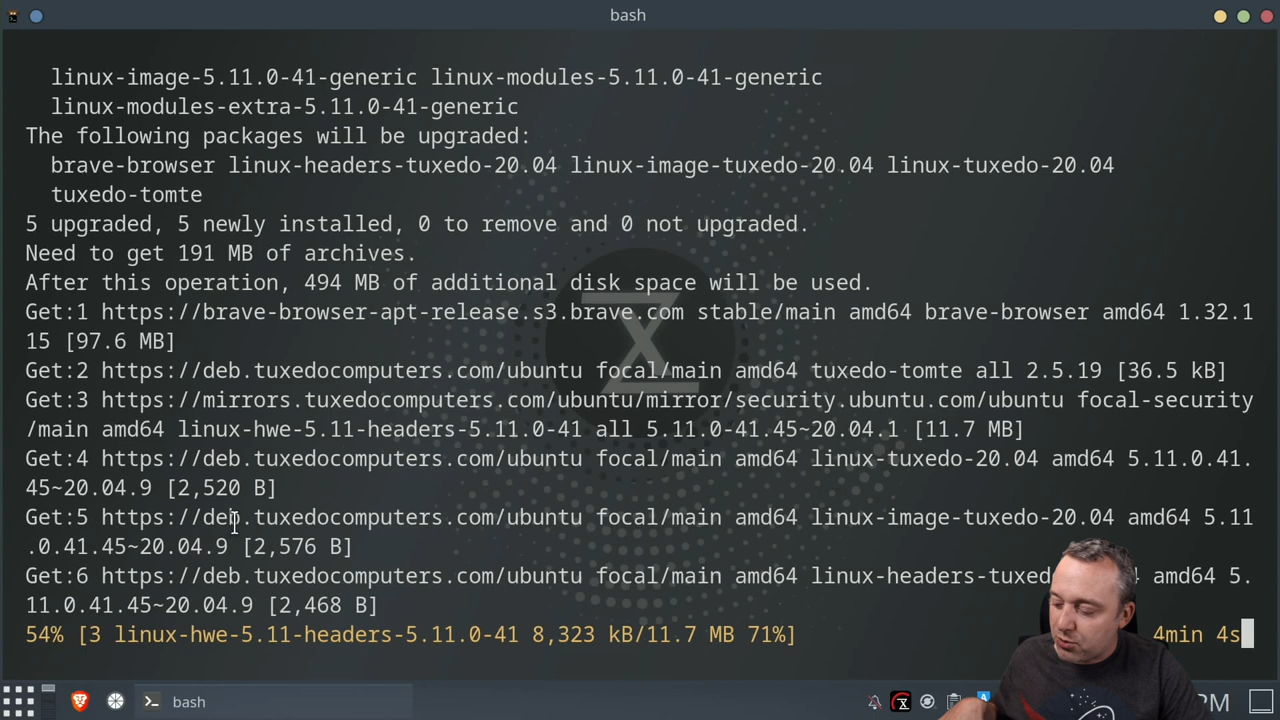 bash
linux-image-5.11.0-41-generic linux-modules-5.11.0-41-generic
linux-modules-extra-5.11.0-41-generic
The following packages will be upgraded:
brave-browser linux-headers-tuxedo-20.04 linux-image-tuxedo-20.04 linux-tuxedo-20.04
tuxedo-tomte
5 upgraded, 5 newly installed, 0 to remove and 0 not upgraded.
Need to get 191 MB of archives.
After this operation, 494 MB of additional disk space will be used.
Get:1 https://brave-browser-apt-release.s3.brave.com stable/main amd64 brave-browser amd64 1.32.1
15 [97.6 MB]
Get:2 https://deb.tuxedocomputers.com/ubuntu focal/main amd64 tuxedo-tomte all 2.5.19 [36.5 kB]
Get:3 https://mirrors.tuxedocomputers.com/ubuntu/mirror/security.ubuntu.com/ubuntu focal-security
/main amd64 linux-hwe-5.11-headers-5.11.0-41 all 5.11.0-41.45~20.04.1 [11.7 MB]
Get:4 https://deb.tuxedocomputers.com/ubuntu focal/main amd64 linux-tuxedo-20.04 amd64 5.11.0.41.
45~20.04.9 [2,520 B]
Get:5 https://deb.tuxedocomputers.com/ubuntu focal/main amd64 linux-image-tuxedo-20.04 amd64 5.11
.0.41.45~20.04.9 [2,576 B]
Get:6 https://deb.tuxedocomputers.com/ubuntu focal/main amd64 linux-headers-tuxed amd64 5.
11.0.41.45~20.04.9 [2,468 B]
54% [3 linux-hwe-5.11-headers-5.11.0-41 8,323 kB/11.7 MB 71%] 4min 4s
bash PM